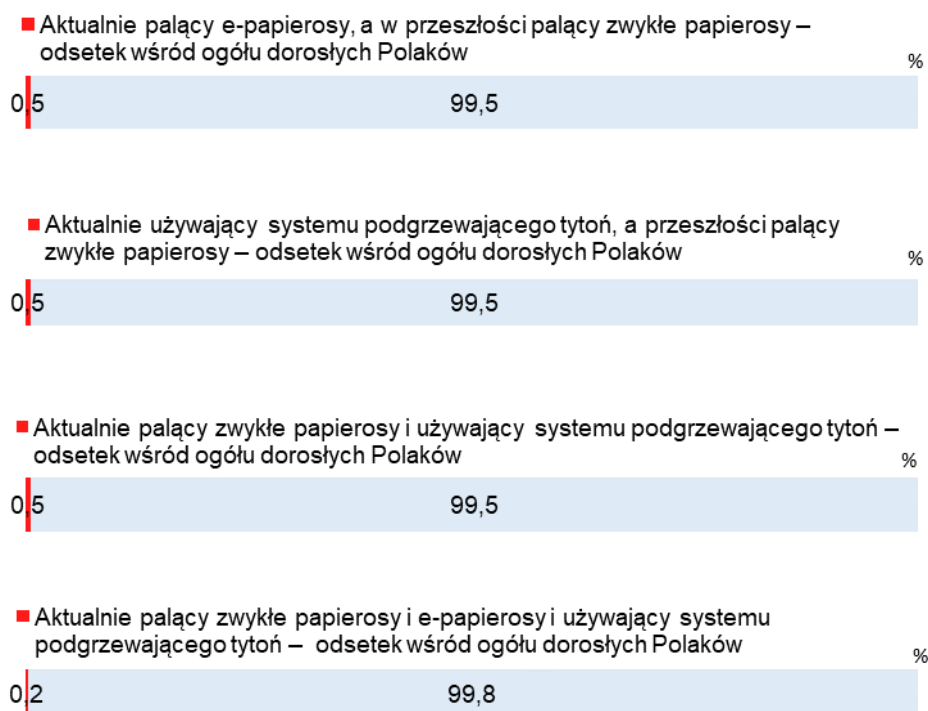 Aktualnie palący e-papierosy, a w przeszłości palący zwykłe papierosy –
odsetek wśród ogółu dorosłych Polaków
%
0,5 99,5
Aktualnie używający systemu podgrzewającego tytoń, a przeszłości palący
zwykłe papierosy – odsetek wśród ogółu dorosłych Polaków
%
0,5 99,5
Aktualnie palący zwykłe papierosy i używający systemu podgrzewającego tytoń –
odsetek wśród ogółu dorosłych Polaków
%
0,5 99,5
Aktualnie palący zwykłe papierosy i e-papierosy i używający systemu
podgrzewającego tytoń – odsetek wśród ogółu dorosłych Polaków
%
0,2 99,8